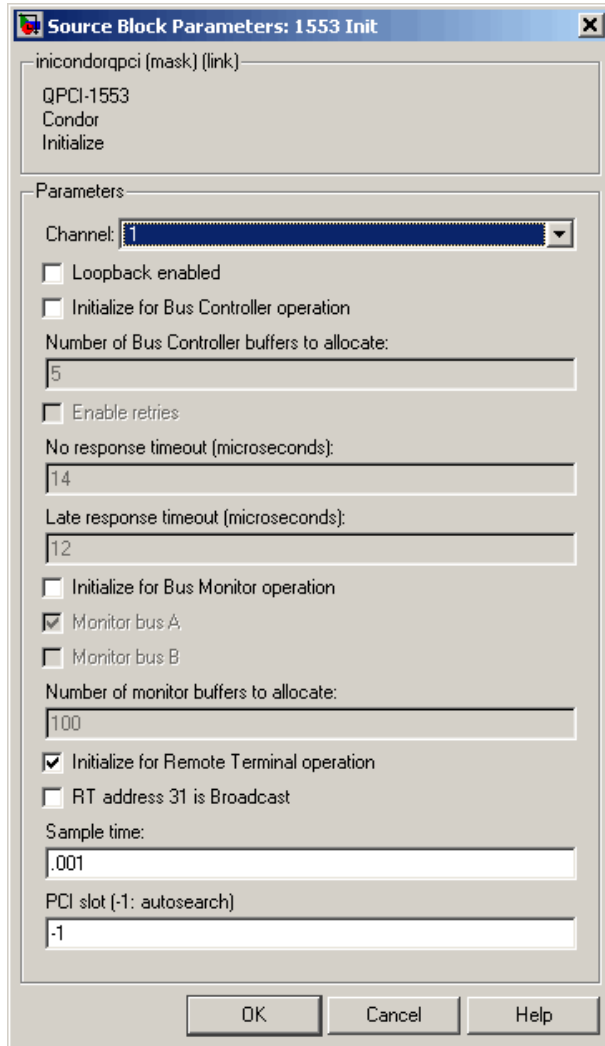 Source Block Parameters: 1553 Init
inicondorqpci (mask) (link)
QPCI-1553
Condor
Initialize
Parameters
Channel: 1
Loopback enabled
Initialize for Bus Controller operation
Number of Bus Controller buffers to allocate:
5
Enable retries
No response timeout (microseconds):
14
Late response timeout (microseconds):
12
Initialize for Bus Monitor operation
Monitor bus A
Monitor bus B
Number of monitor buffers to allocate:
100
Initialize for Remote Terminal operation
RT address 31 is Broadcast
Sample time:
.001
PCI slot (-1: autosearch)
-1
OK Cancel Help